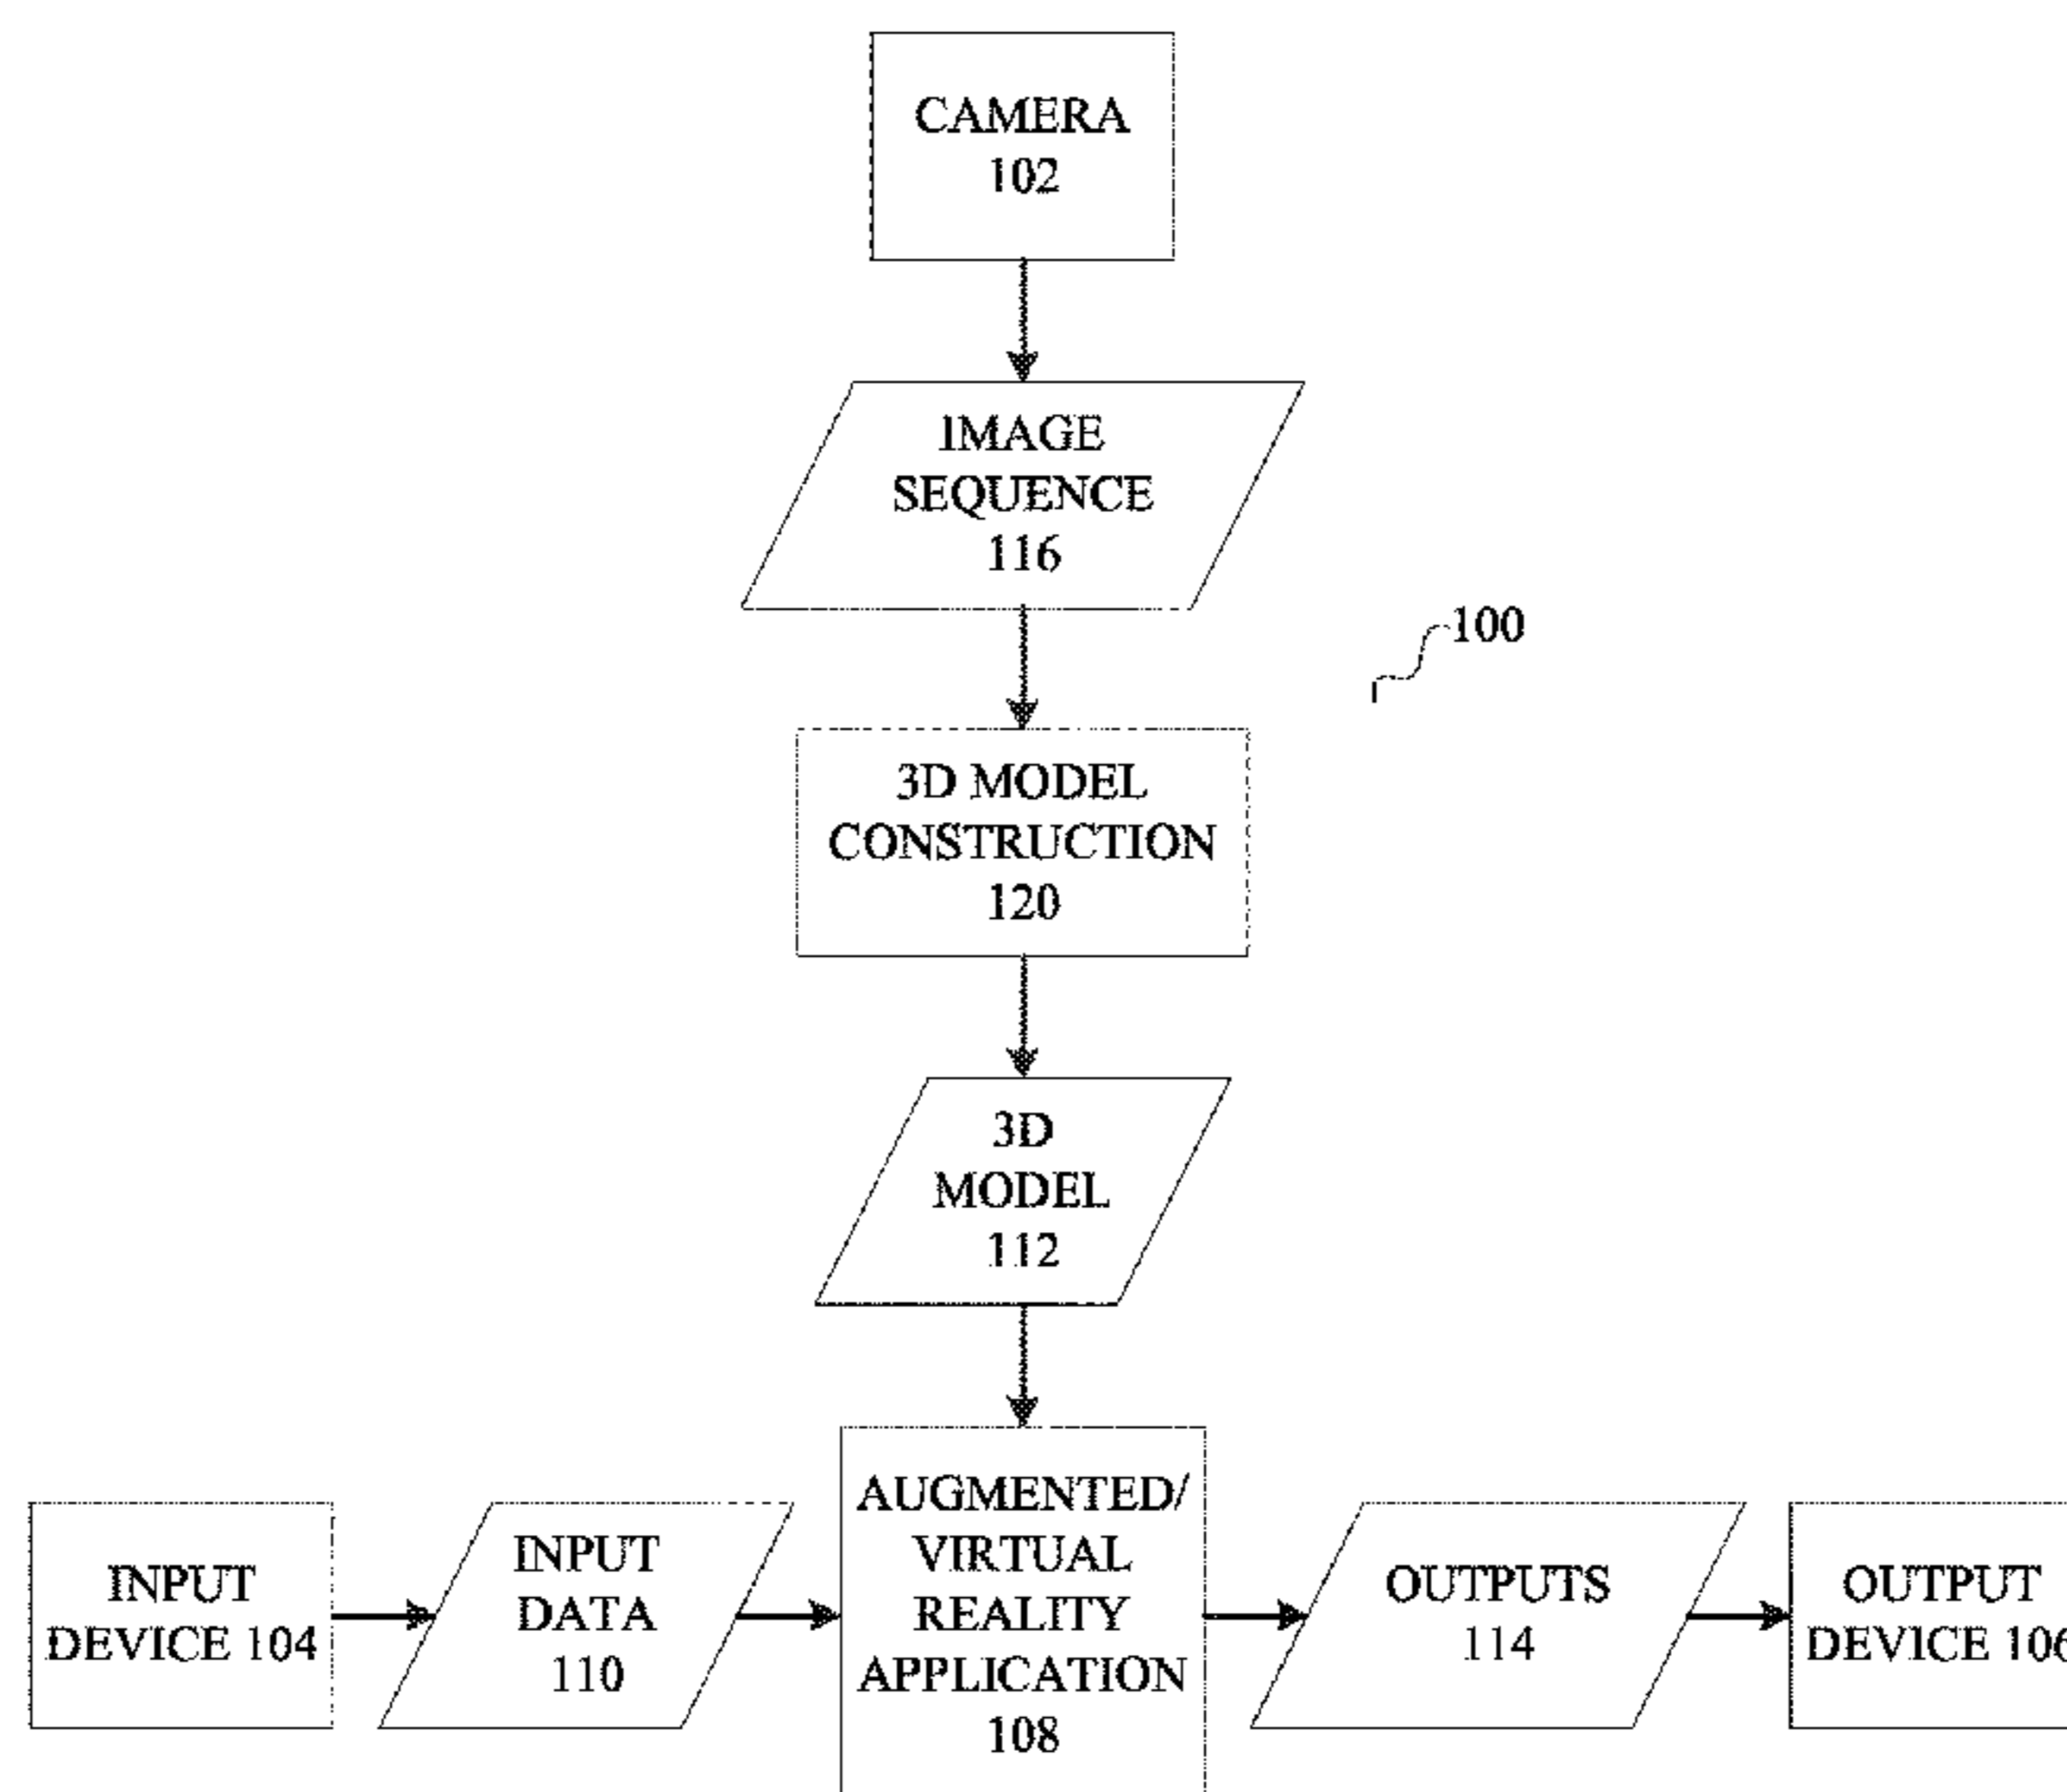 CAMERA
102
IMAGE
SEQUENCE
116
100
3D MODEL
CONSTRUCTION
120
3D
MODEL
112
INPUT
DEVICE 104
INPUT
DATA
110
AUGMENTED/
VIRTUAL
REALITY
APPLICATION
108
OUTPUTS
114
OUTPUT
DEVICE 106